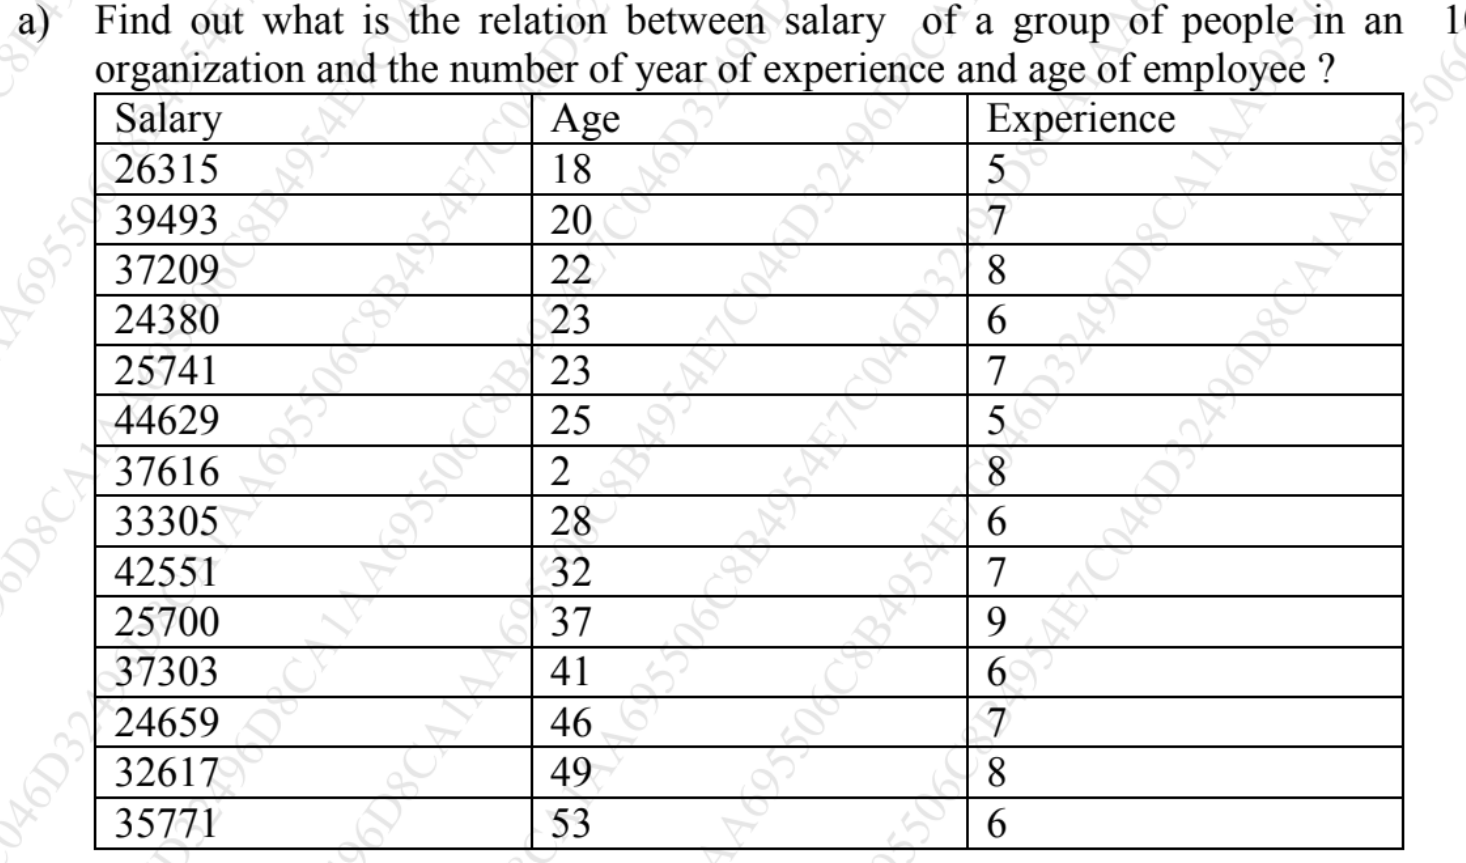 a) Find out what is the relation between salary of a group of people in an 1
organization and the number of year of experience and age of employee ?
Salary Age Experience
26315 18 5
39493 20 7
37209 22 8
24380 23 6
25741 23 7
44629 25 5
37616 2 8
33305 28 6
42551 32 7
25700 37 9
37303 41 6
24659 46 7
32617 49 8
35771 53 6